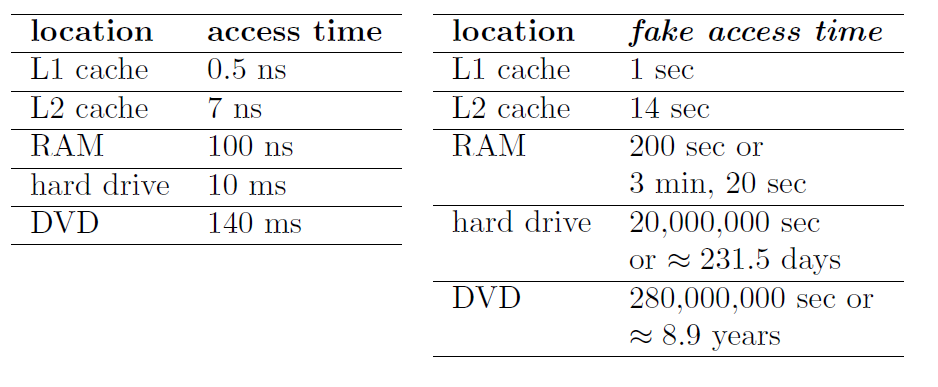 location access time
L1 cache 0.5 ns
L2 cache 7 ns
RAM 100 ns
hard drive 10 ms
DVD 140 ms
location fake access time
L1 cache 1 sec
L2 cache 14 sec
RAM 200 sec or
3 min, 20 sec
hard drive 20,000,000 sec
or ≈ 231.5 days
DVD 280,000,000 sec or
≈ 8.9 years